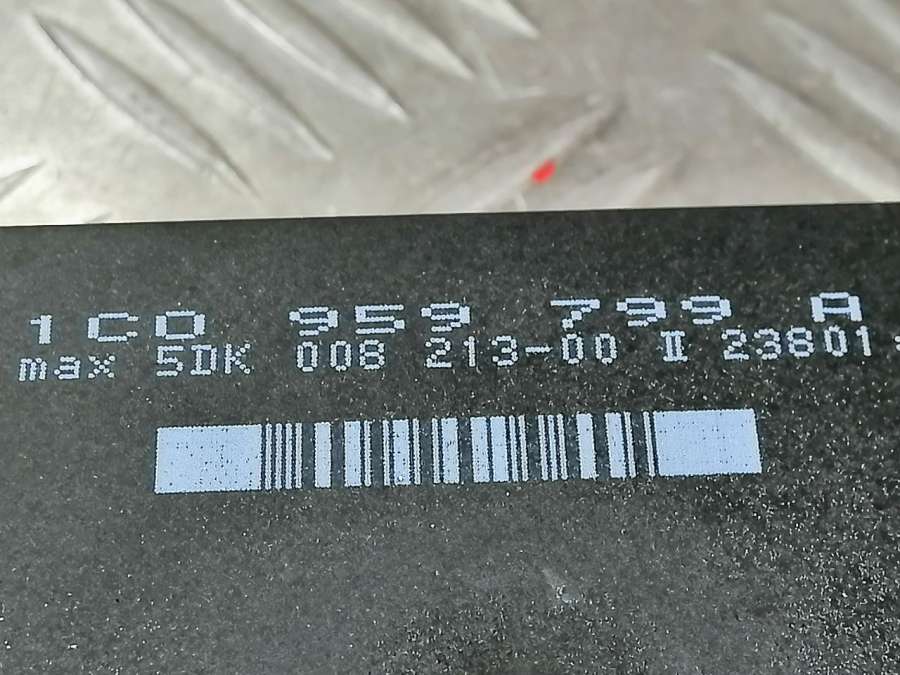 1C0 959 799 A
max 5DK 008 213-00 II 23801